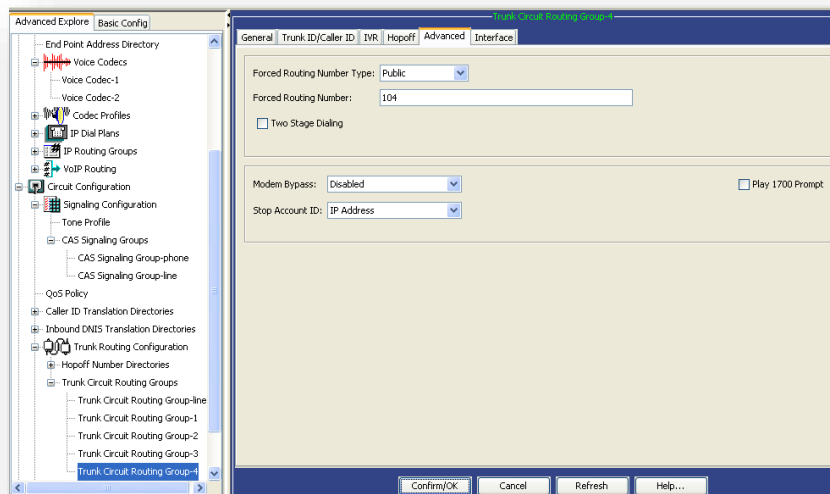 Advanced Explore
Basic Config
End Point Address Directory
Voice Codecs
Voice Codec-1
Voice Codec-2
Codec Profiles
IP Dial Plans
IP Routing Groups
VoIP Routing
Circuit Configuration
Signaling Configuration
Tone Profile
CAS Signaling Groups
CAS Signaling Group-phone
CAS Signaling Group-line
QoS Policy
Caller ID Translation Directories
Inbound DNIS Translation Directories
Trunk Routing Configuration
Hopoff Number Directories
Trunk Circuit Routing Groups
Trunk Circuit Routing Group-line
Trunk Circuit Routing Group-1
Trunk Circuit Routing Group-2
Trunk Circuit Routing Group-3
Trunk Circuit Routing Group-4
Trunk Circuit Routing Group-4
General
Trunk ID/Caller ID
IVR
Hopoff
Advanced
Interface
Forced Routing Number Type: Public
Forced Routing Number: 104
Two Stage Dialing
Modem Bypass: Disabled
Play 1700 Prompt
Stop Account ID: IP Address
Confirm/OK
Cancel
Refresh
Help...